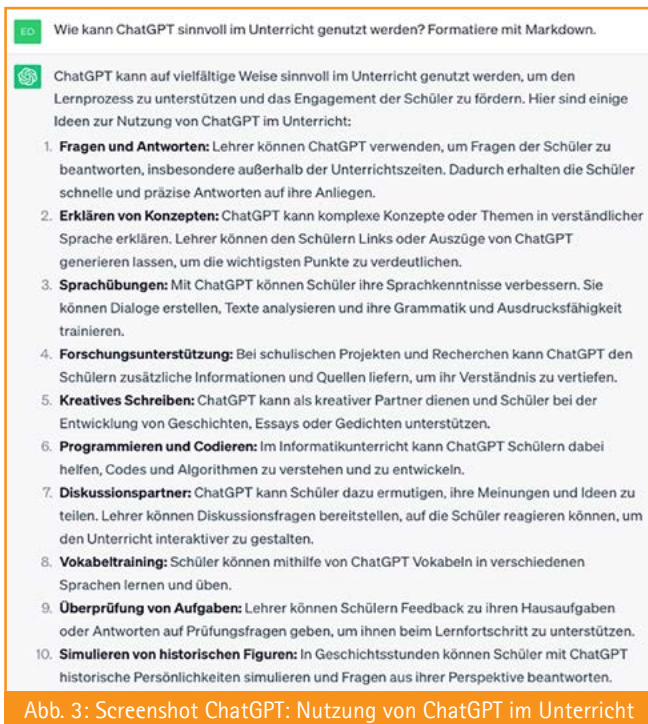 ED Wie kann ChatGPT sinnvoll im Unterricht genutzt werden? Formatiere mit Markdown.
ChatGPT kann auf vielfältige Weise sinnvoll im Unterricht genutzt werden, um den
Lernprozess zu unterstützen und das Engagement der Schüler zu fördern. Hier sind einige
Ideen zur Nutzung von ChatGPT im Unterricht:
1. Fragen und Antworten: Lehrer können ChatGPT verwenden, um Fragen der Schüler zu
beantworten, insbesondere außerhalb der Unterrichtszeiten. Dadurch erhalten die Schüler
schnelle und präzise Antworten auf ihre Anliegen.
2. Erklären von Konzepten: ChatGPT kann komplexe Konzepte oder Themen in verständlicher
Sprache erklären. Lehrer können den Schülern Links oder Auszüge von ChatGPT
generieren lassen, um die wichtigsten Punkte zu verdeutlichen.
3. Sprachübungen: Mit ChatGPT können Schüler ihre Sprachkenntnisse verbessern. Sie
können Dialoge erstellen, Texte analysieren und ihre Grammatik und Ausdrucksfähigkeit
trainieren.
4. Forschungsunterstützung: Bei schulischen Projekten und Recherchen kann ChatGPT den
Schülern zusätzliche Informationen und Quellen liefern, um ihr Verständnis zu vertiefen.
5. Kreatives Schreiben: ChatGPT kann als kreativer Partner dienen und Schüler bei der
Entwicklung von Geschichten, Essays oder Gedichten unterstützen.
6. Programmieren und Codieren: Im Informatikunterricht kann ChatGPT Schülern dabei
helfen, Codes und Algorithmen zu verstehen und zu entwickeln.
7. Diskussionspartner: ChatGPT kann Schüler dazu ermutigen, ihre Meinungen und Ideen zu
teilen. Lehrer können Diskussionsfragen bereitstellen, auf die Schüler reagieren können, um
den Unterricht interaktiver zu gestalten.
8. Vokabeltraining: Schüler können mithilfe von ChatGPT Vokabeln in verschiedenen
Sprachen lernen und üben.
9. Überprüfung von Aufgaben: Lehrer können Schülern Feedback zu ihren Hausaufgaben
oder Antworten auf Prüfungsfragen geben, um ihnen beim Lernfortschritt zu unterstützen.
10. Simulieren von historischen Figuren: In Geschichtsstunden können Schüler mit ChatGPT
historische Persönlichkeiten simulieren und Fragen aus ihrer Perspektive beantworten.
Abb. 3: Screenshot ChatGPT: Nutzung von ChatGPT im Unterricht